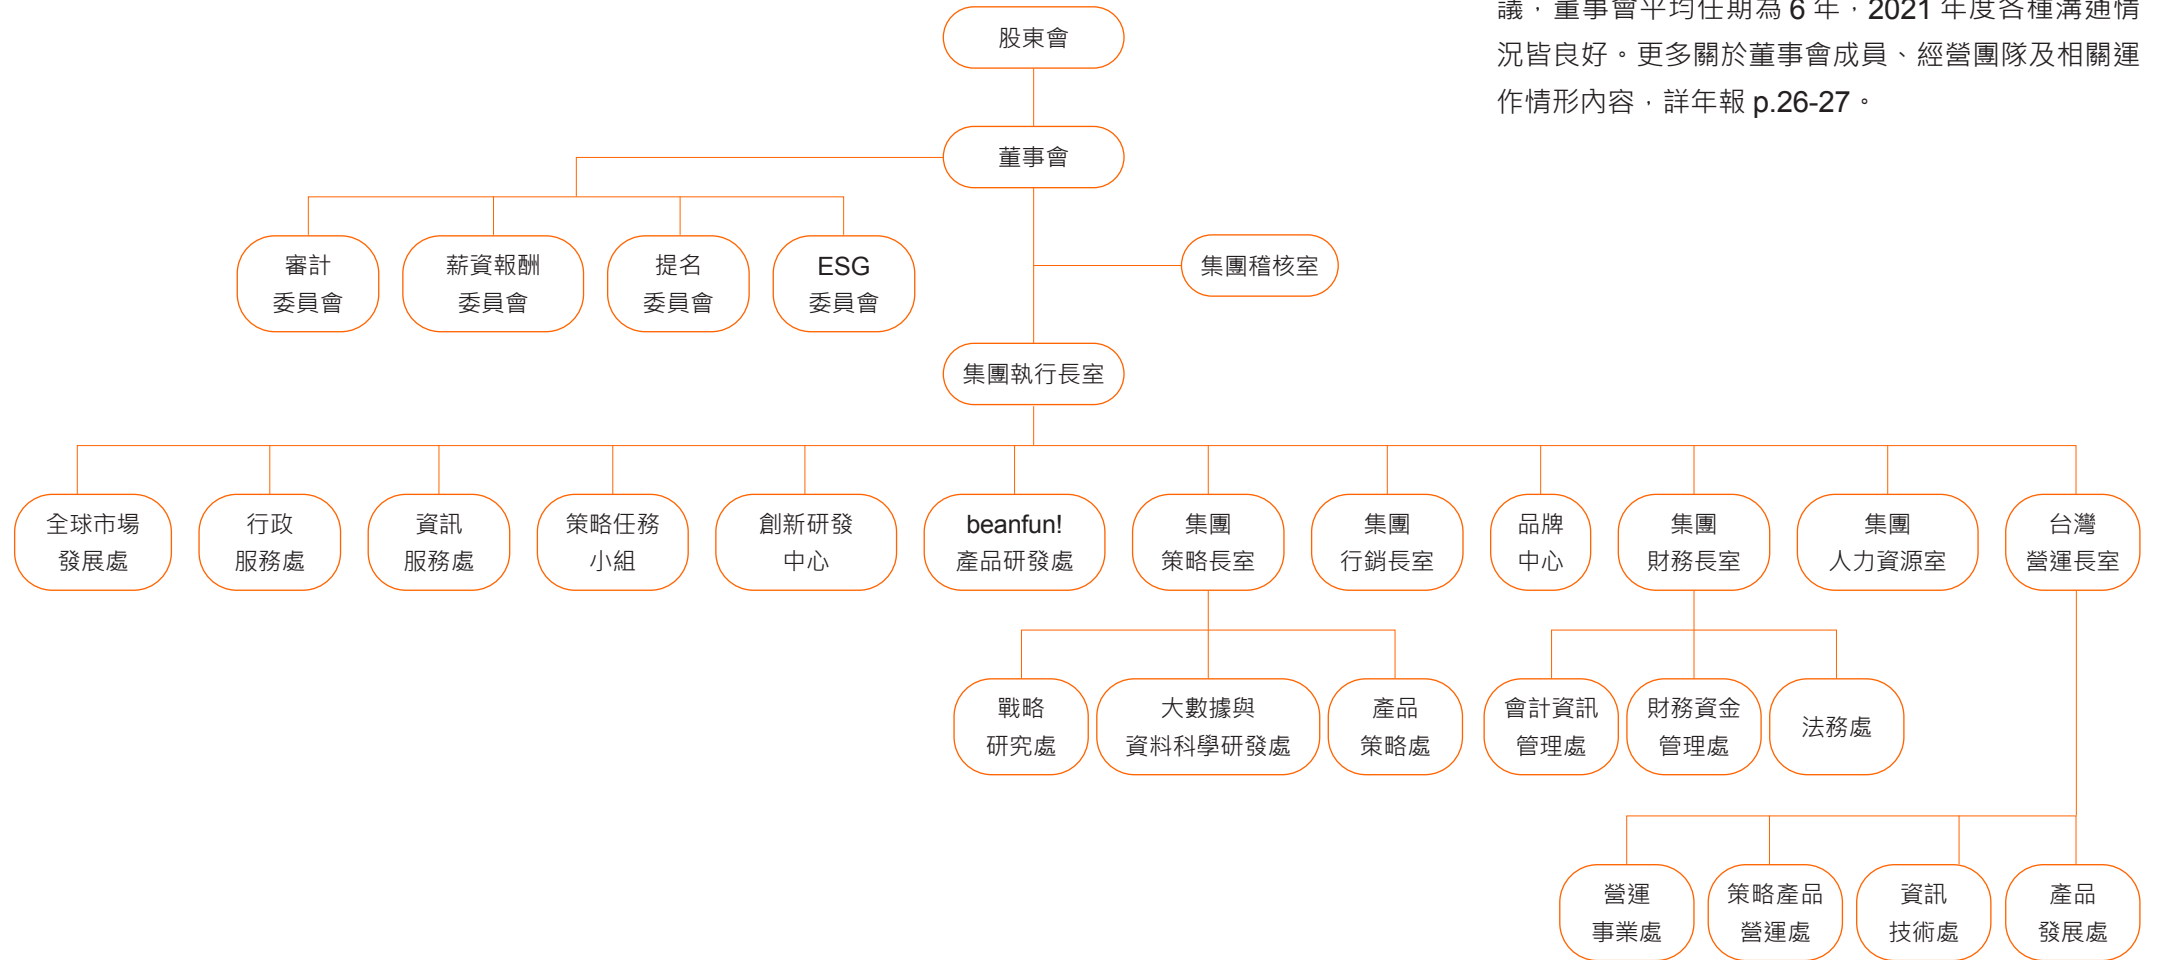 議，董事會平均任期為 6 年，2021 年度各種溝通情
況皆良好。更多關於董事會成員、經營團隊及相關運
作情形內容，詳年報 p.26-27。
股東會
董事會
審計
委員會
薪資報酬
委員會
提名
委員會
ESG
委員會
集團稽核室
集團執行長室
全球市場
發展處
行政
服務處
資訊
服務處
策略任務
小組
創新研發
中心
beanfun!
產品研發處
集團
策略長室
集團
行銷長室
品牌
中心
集團
財務長室
集團
人力資源室
台灣
營運長室
戰略
研究處
大數據與
資料科學研發處
產品
策略處
會計資訊
管理處
財務資金
管理處
法務處
營運
事業處
策略產品
營運處
資訊
技術處
產品
發展處